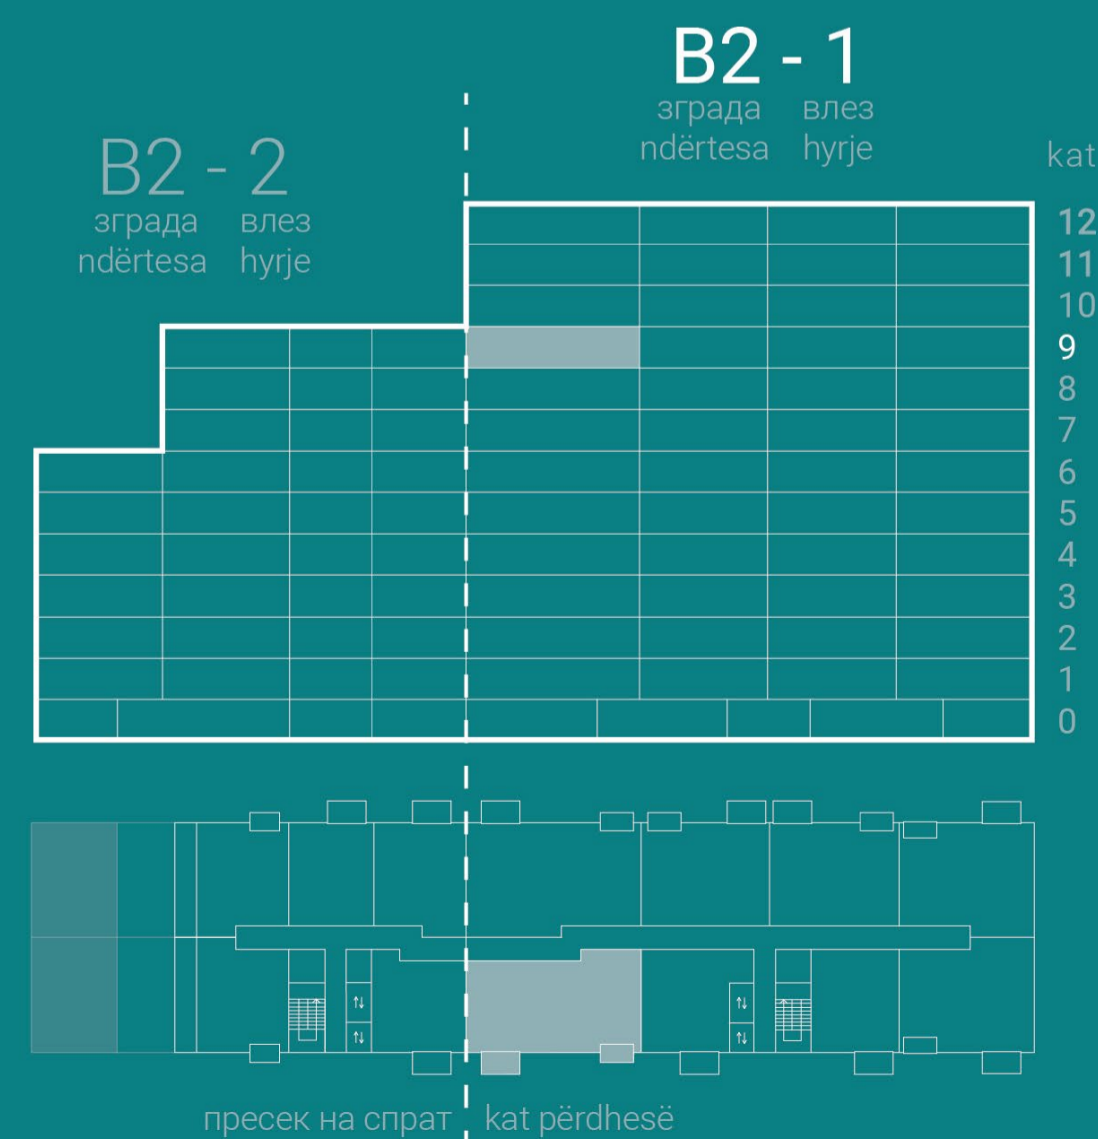 B2 - 1
зграда влез
ndërtesa hyrje
B2 - 2
зграда влез
ndërtesa hyrje
kat
12
11
10
9
8
7
6
5
4
3
2
1
0
пресек на спрат kat përdhesë